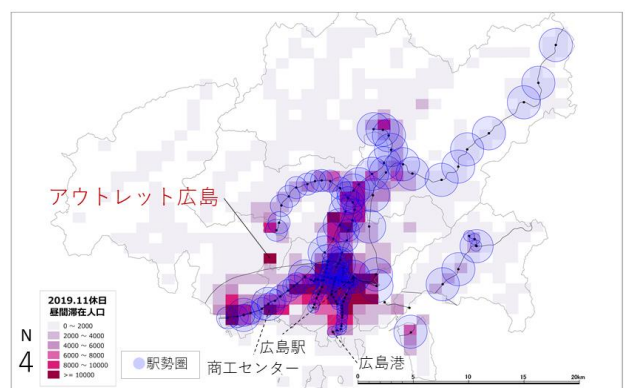 アウトレット広島
2019.11休日
昼間滞在人口
0 ～ 2000
2000 ～ 4000
4000 ～ 6000
6000 ～ 8000
8000 ～ 10000
>= 10000
N
4
駅勢圏
広島駅
商工センター
広島港
0
10
20km